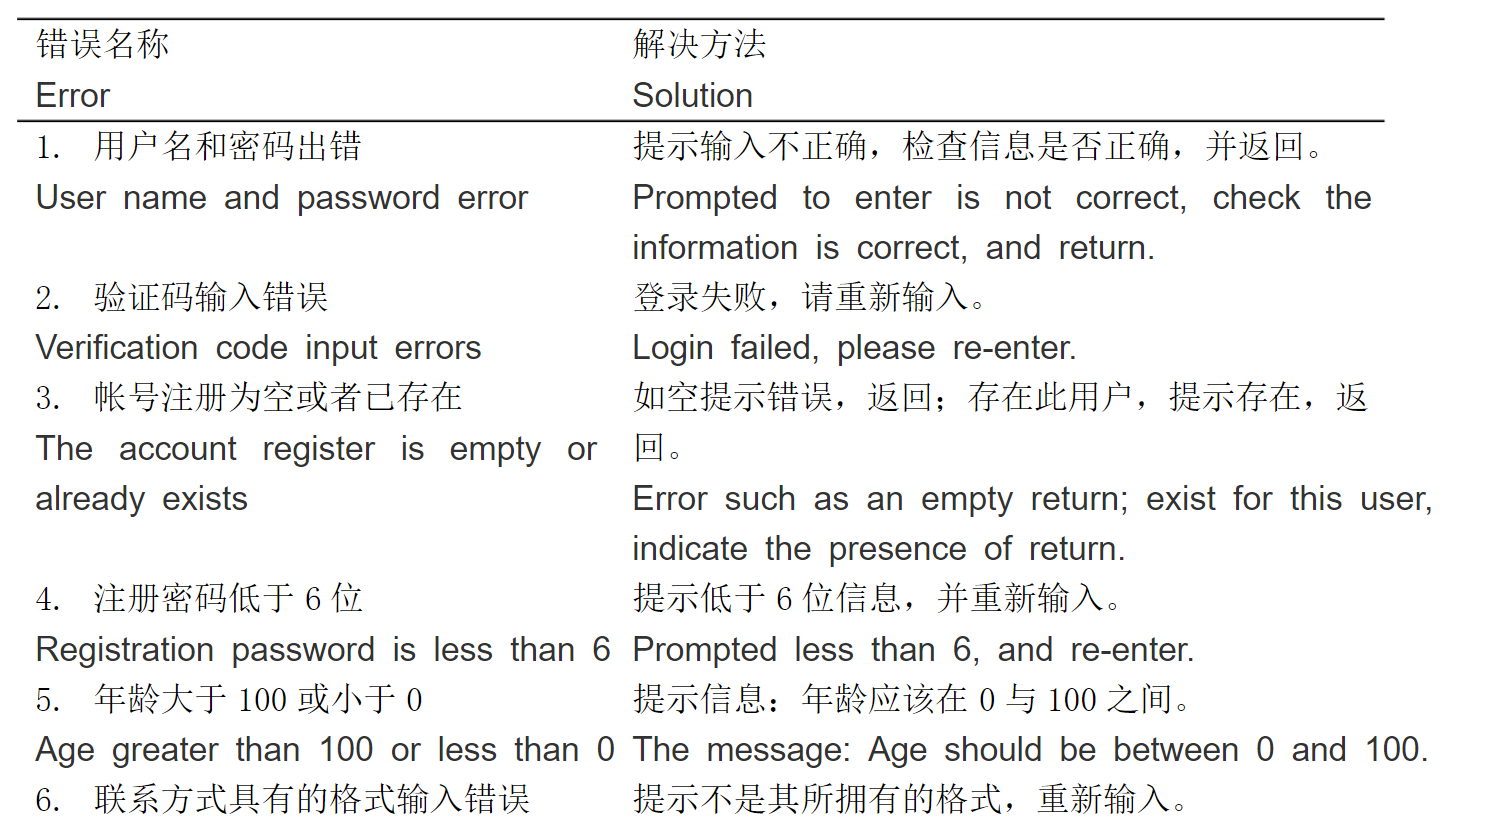 错误名称
Error
解决方法
Solution
1. 用户名和密码出错
User name and password error
提示输入不正确，检查信息是否正确，并返回。
Prompted to enter is not correct, check the
information is correct, and return.
2. 验证码输入错误
Verification code input errors
登录失败，请重新输入。
Login failed, please re-enter.
3. 帐号注册为空或者已存在
The account register is empty or
already exists
如空提示错误，返回；存在此用户，提示存在，返
回。
Error such as an empty return; exist for this user,
indicate the presence of return.
4. 注册密码低于 6 位
Registration password is less than 6
提示低于 6 位信息，并重新输入。
Prompted less than 6, and re-enter.
5. 年龄大于 100 或小于 0
Age greater than 100 or less than 0
提示信息：年龄应该在 0 与 100 之间。
The message: Age should be between 0 and 100.
6. 联系方式具有的格式输入错误
提示不是其所拥有的格式，重新输入。